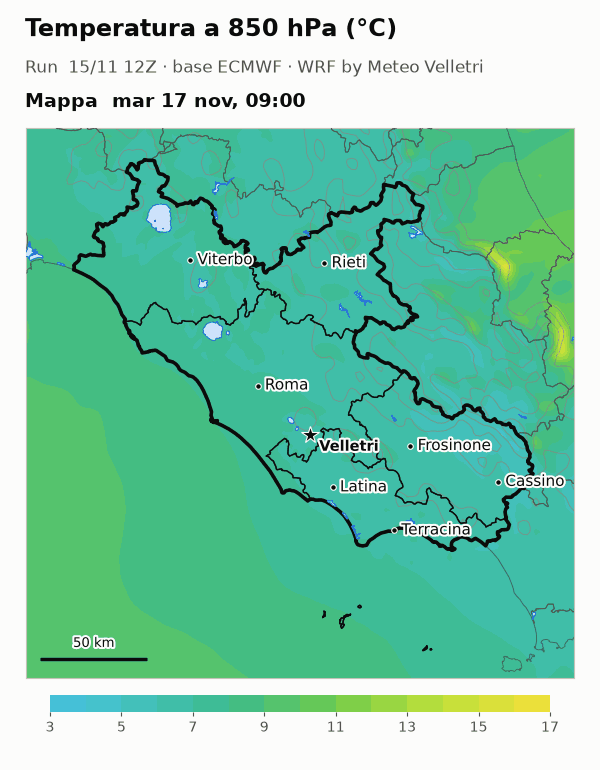 Temperatura a 850 hPa (°C)
Run  15/11 12Z · base ECMWF · WRF by Meteo Velletri
Mappa  mar 17 nov, 09:00
Viterbo
Rieti
Roma
Velletri
Frosinone
Latina
Cassino
Terracina
50 km
3 5 7 9 11 13 15 17